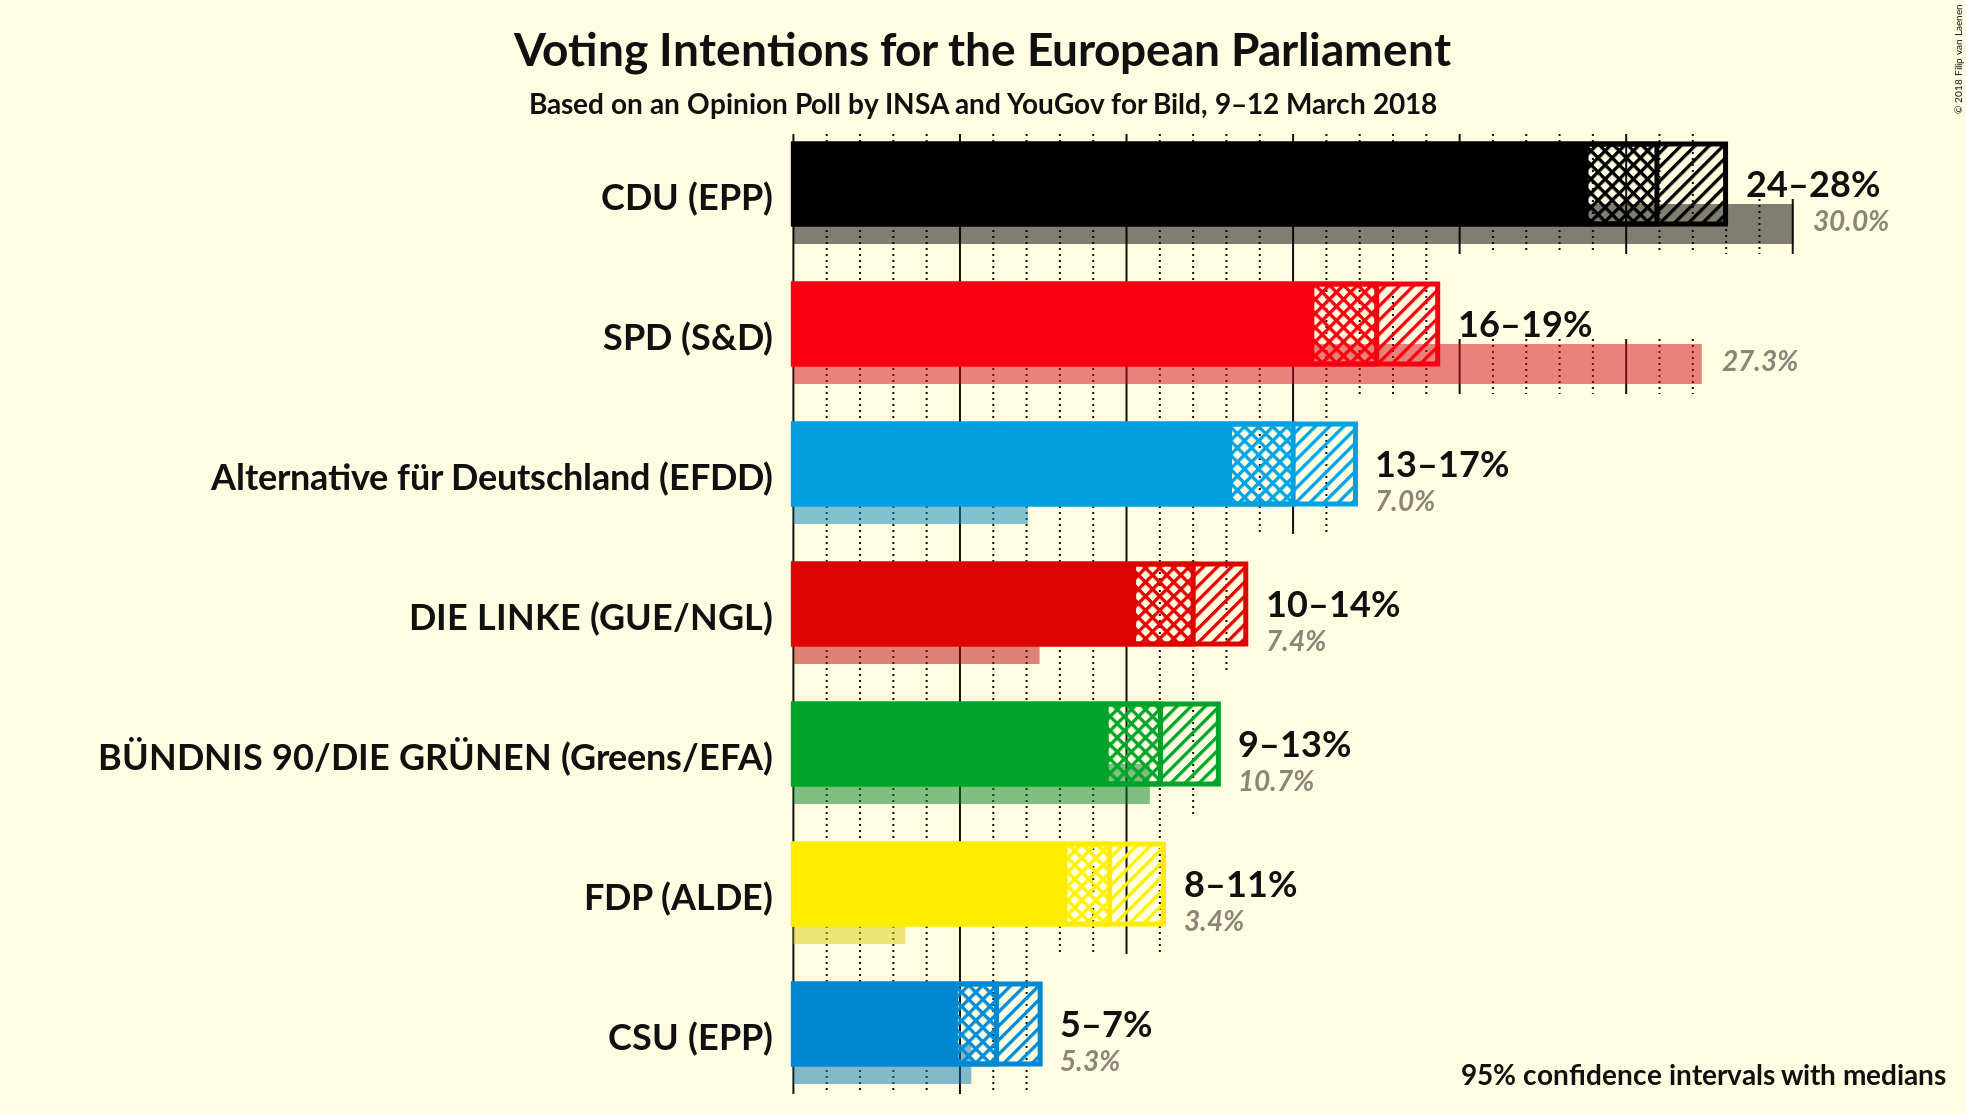 Voting Intentions for the European Parliament
Based on an Opinion Poll by INSA and YouGov for Bild, 9–12 March 2018
© 2018 Filip van Laenen
CDU (EPP)
24–28%
30.0%
SPD (S&D)
16–19%
27.3%
Alternative für Deutschland (EFDD)
13–17%
7.0%
DIE LINKE (GUE/NGL)
10–14%
7.4%
BÜNDNIS 90/DIE GRÜNEN (Greens/EFA)
9–13%
10.7%
FDP (ALDE)
8–11%
3.4%
CSU (EPP)
5–7%
5.3%
95% confidence intervals with medians